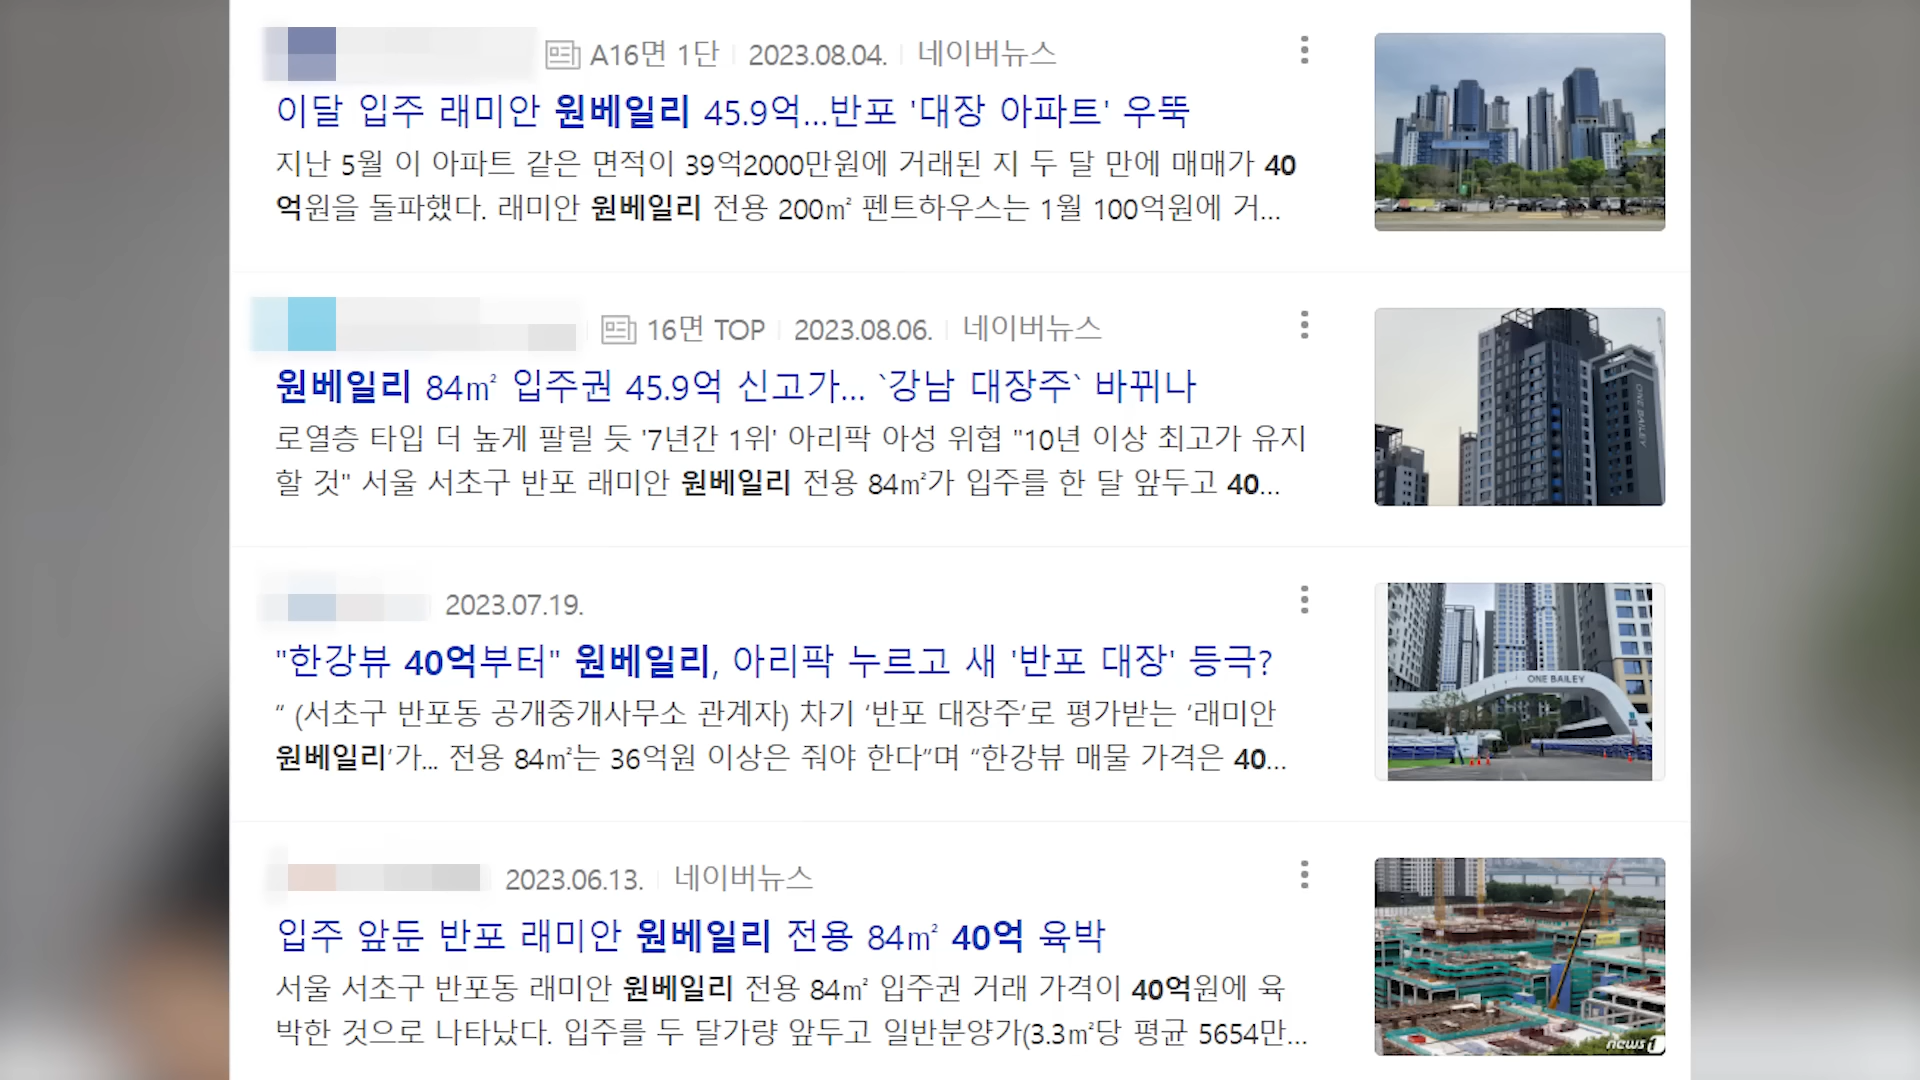 A16면 1단 2023.08.04. 네이버뉴스
이달 입주 래미안 원베일리 45.9억...반포 '대장 아파트' 우뚝
지난 5월 이 아파트 같은 면적이 39억2000만원에 거래된 지 두 달 만에 매매가 40
억원을 돌파했다. 래미안 원베일리 전용 200㎡ 펜트하우스는 1월 100억원에 거...
16면 TOP 2023.08.06. 네이버뉴스
원베일리 84㎡ 입주권 45.9억 신고가... `강남 대장주` 바뀌나
ONE BAILEY
로열층 타입 더 높게 팔릴 듯 '7년간 1위' 아리팍 아성 위협 "10년 이상 최고가 유지
할 것" 서울 서초구 반포 래미안 원베일리 전용 84㎡가 입주를 한 달 앞두고 40...
2023.07.19.
"한강뷰 40억부터" 원베일리, 아리팍 누르고 새 '반포 대장' 등극?
ONE BAILEY
“ (서초구 반포동 공개중개사무소 관계자) 차기 ‘반포 대장주’로 평가받는 ‘래미안
원베일리’가... 전용 84㎡는 36억원 이상은 줘야 한다”며 “한강뷰 매물 가격은 40...
2023.06.13. 네이버뉴스
입주 앞둔 반포 래미안 원베일리 전용 84㎡ 40억 육박
서울 서초구 반포동 래미안 원베일리 전용 84㎡ 입주권 거래 가격이 40억원에 육
박한 것으로 나타났다. 입주를 두 달가량 앞두고 일반분양가(3.3㎡당 평균 5654만...
news1